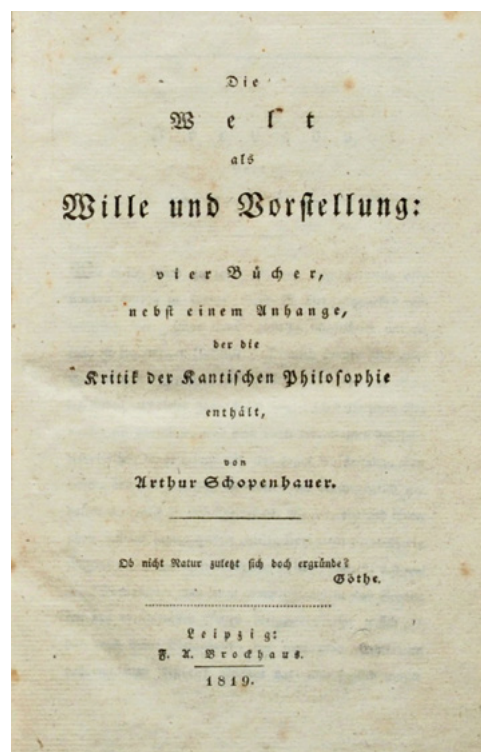 Die
Welt
als
Wille und Vorstellung:
vier Bücher,
nebst einem Anhange,
der die
Kritik der Kantischen Philosophie
enthält,
von
Arthur Schopenhauer.
Ob nicht Natur zuletzt sich doch ergründe?
Göthe.
Leipzig:
F. A. Brockhaus.
1819.